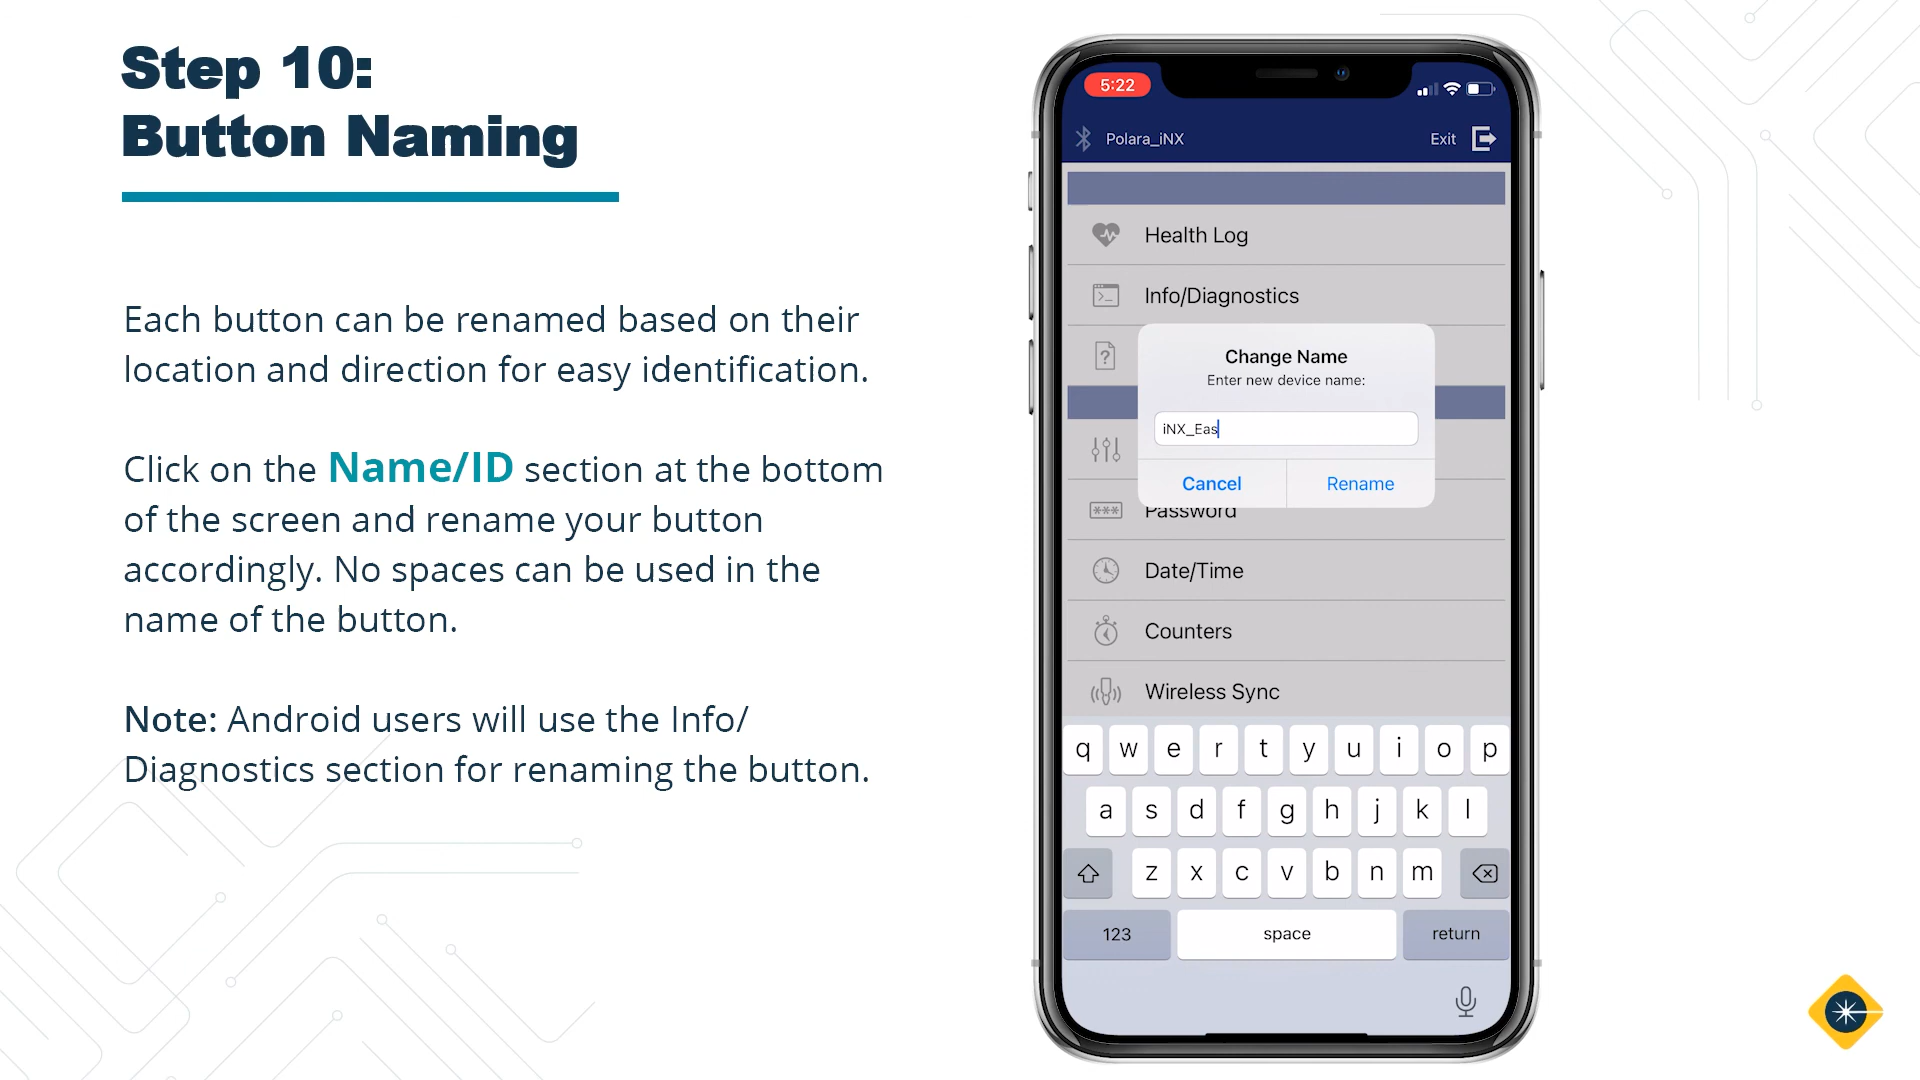 Step 10:
Button Naming
Each button can be renamed based on their
location and direction for easy identification.
Click on the Name/ID section at the bottom
of the screen and rename your button
accordingly. No spaces can be used in the
name of the button.
Note: Android users will use the Info/
Diagnostics section for renaming the button.
5:22
Polara_iNX
Exit
Health Log
Info/Diagnostics
Change Name
Enter new device name:
iNX_Eas
Cancel
Rename
Password
Date/Time
Counters
Wireless Sync
q w e r t y u i o p
a s d f g h j k l
z x c v b n m
123 space return